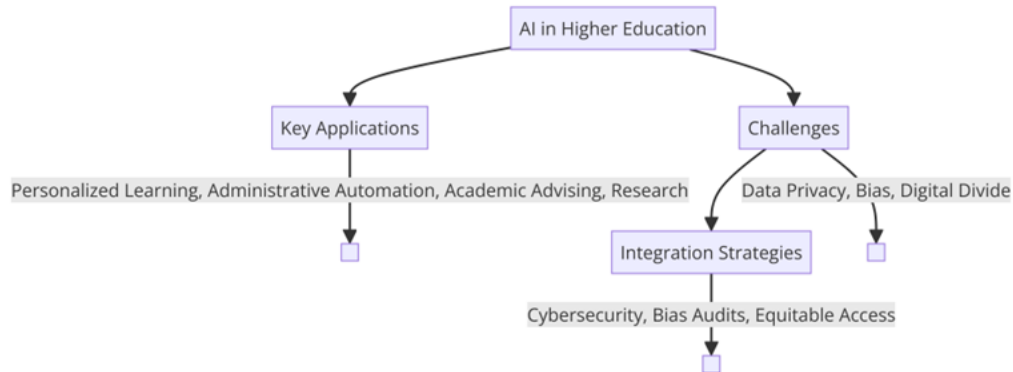 AI in Higher Education
Key Applications
Challenges
Personalized Learning, Administrative Automation, Academic Advising, Research
Data Privacy, Bias, Digital Divide
Integration Strategies
Cybersecurity, Bias Audits, Equitable Access